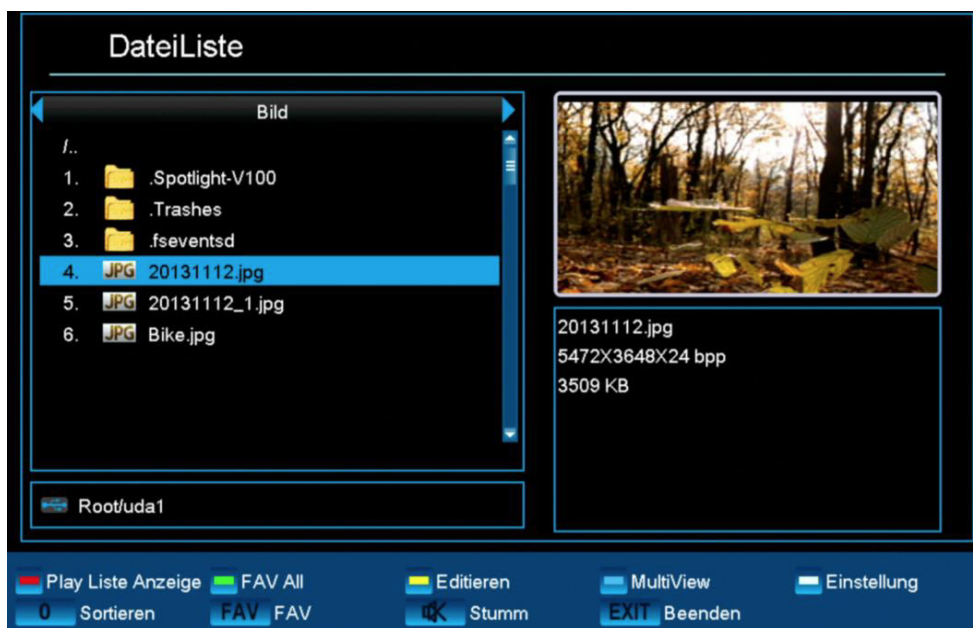 DateiListe
Bild
/..
1. .Spotlight-V100
2. .Trashes
3. .fseventsd
4. JPG 20131112.jpg
5. JPG 20131112_1.jpg
6. JPG Bike.jpg
Root/uda1
20131112.jpg
5472X3648X24 bpp
3509 KB
Play Liste Anzeige FAV All Editieren MultiView Einstellung
0 Sortieren FAV FAV Stumm EXIT Beenden